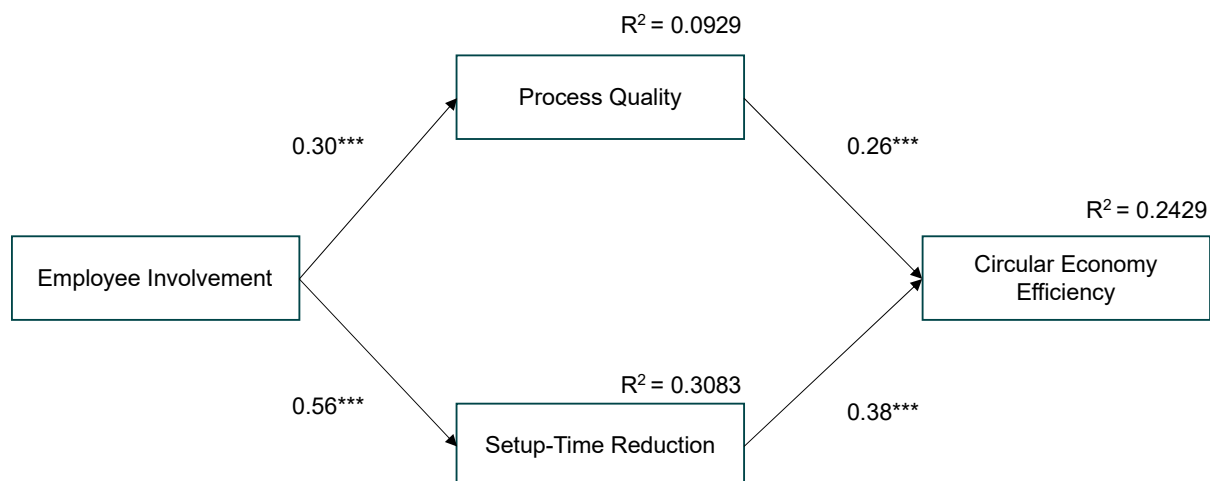 R² = 0.0929
Process Quality
0.30***
0.26***
R² = 0.2429
Employee Involvement
Circular Economy
Efficiency
R² = 0.3083
0.56***
0.38***
Setup-Time Reduction